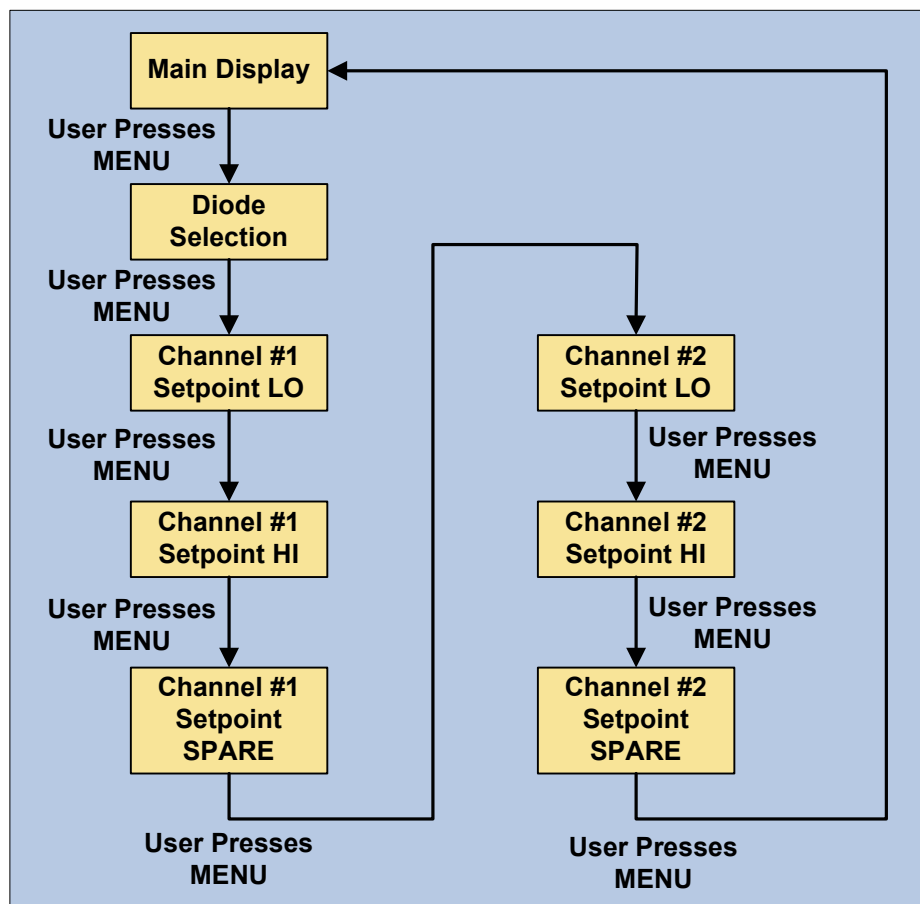 Main Display
User Presses
MENU
Diode
Selection
User Presses
MENU
Channel #1
Setpoint LO
User Presses
MENU
Channel #1
Setpoint HI
User Presses
MENU
Channel #1
Setpoint
SPARE
User Presses
MENU
Channel #2
Setpoint LO
User Presses
MENU
Channel #2
Setpoint HI
User Presses
MENU
Channel #2
Setpoint
SPARE
User Presses
MENU